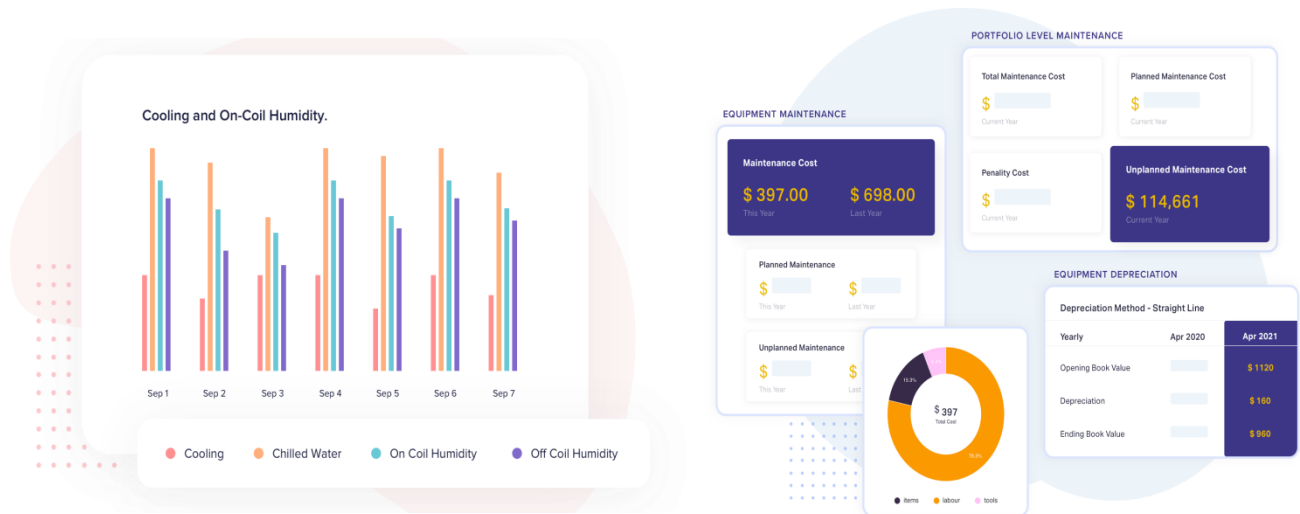 Cooling and On-Coil Humidity.
Sep 1 Sep 2 Sep 3 Sep 4 Sep 5 Sep 6 Sep 7
Cooling Chilled Water On Coil Humidity Off Coil Humidity
EQUIPMENT MAINTENANCE
Maintenance Cost
$ 397.00 $ 698.00
This Year Last Year
Planned Maintenance
$ $
This Year Last Year
Unplanned Maintenance
$ $
This Year Last
PORTFOLIO LEVEL MAINTENANCE
Total Maintenance Cost
$
Current Year
Planned Maintenance Cost
$
Current Year
Penality Cost
$
Current Year
Unplanned Maintenance Cost
$ 114,661
Current Year
$ 397
Total Cost
items labour tools
EQUIPMENT DEPRECIATION
Depreciation Method - Straight Line
Yearly Apr 2020 Apr 2021
Opening Book Value $ 1120
Depreciation $ 160
Ending Book Value $ 960